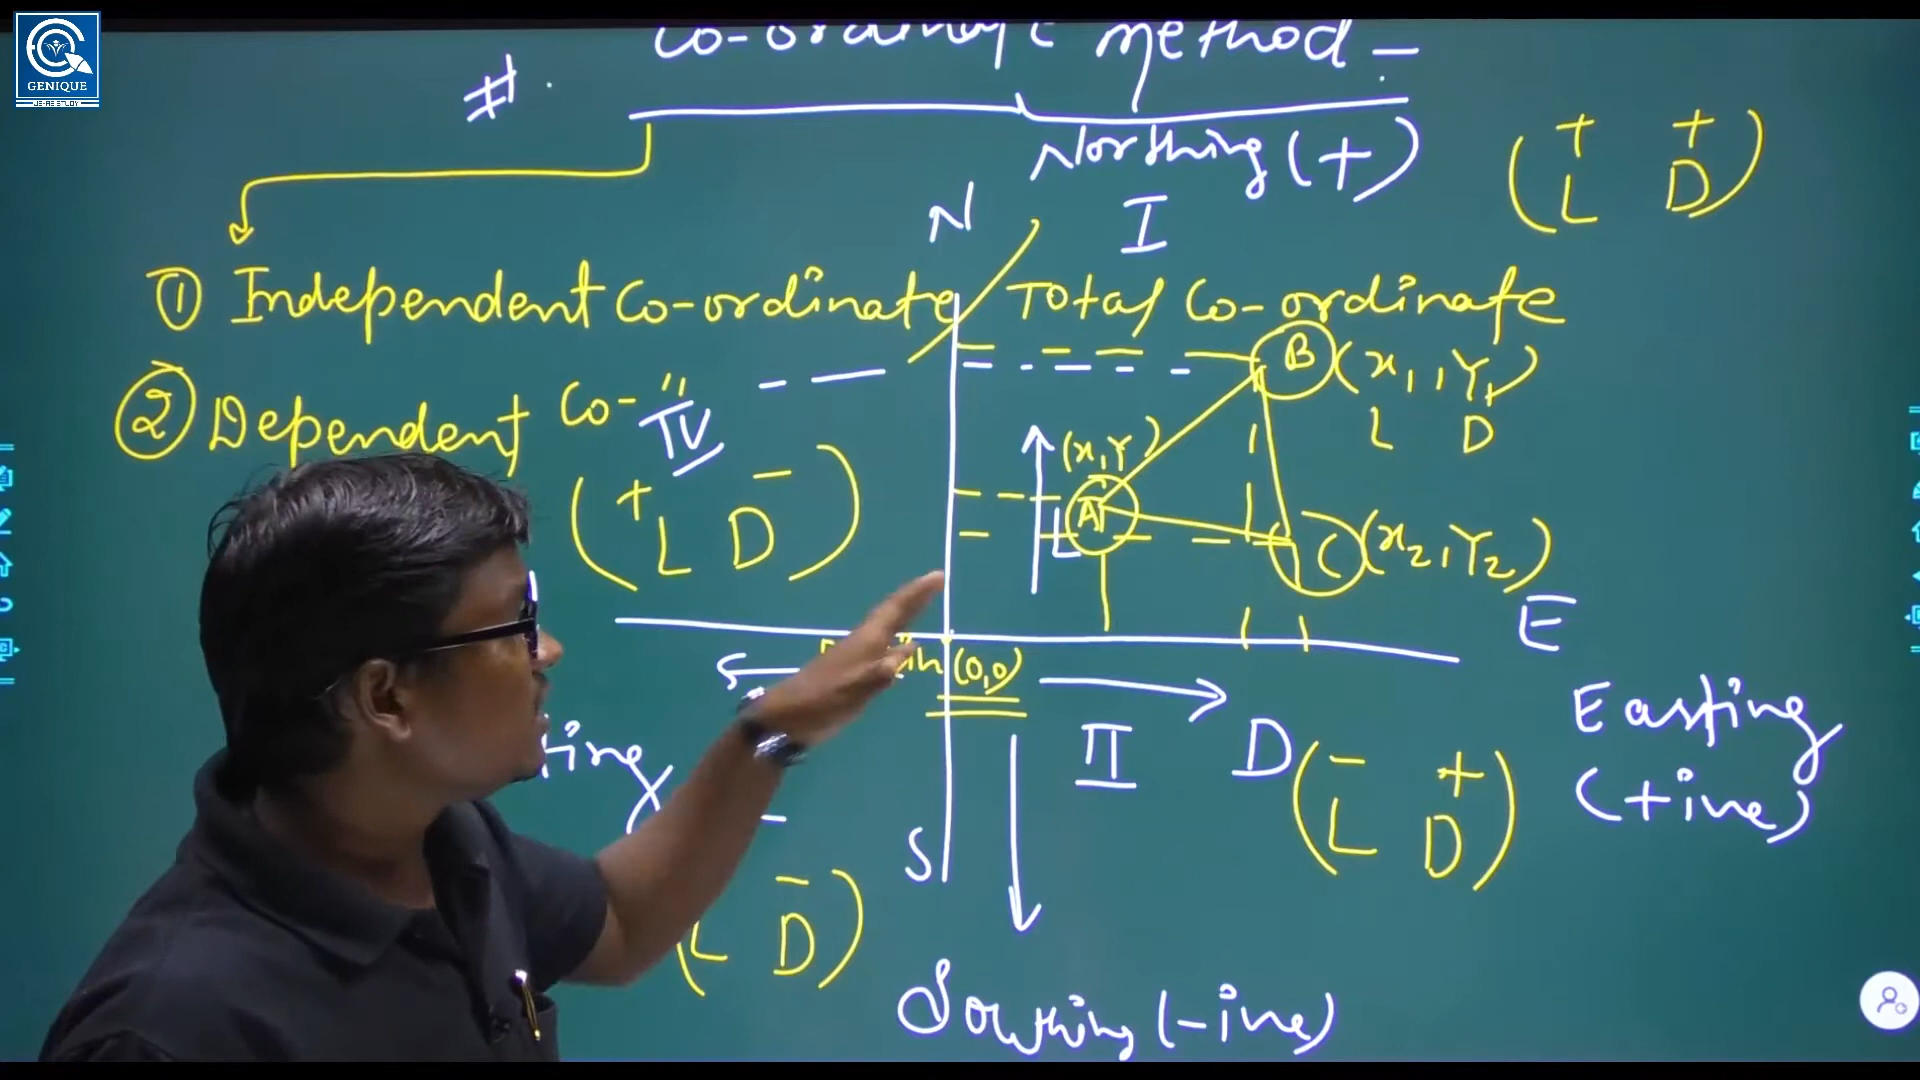 GENIQUE
# Co-ordinate Method -
Northing (+)
(+L +D)
N
I
① Independent Co-ordinate / Total Co-ordinate
B (x₁, Y₁)
L D
② Dependent Co- "
IV
(x, Y)
(+L -D)
A
L
C (x₂, Y₂)
E
(0,0)
Easting
(+ive)
II
D
(-L +D)
ting
S
L -D)
Southing (-ive)